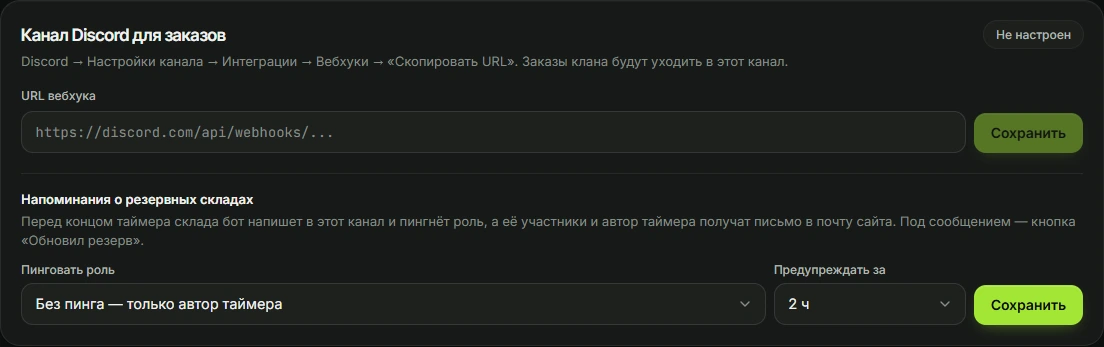 Канал Discord для заказов
Не настроен
Discord → Настройки канала → Интеграции → Вебхуки → «Скопировать URL». Заказы клана будут уходить в этот канал.
URL вебхука
https://discord.com/api/webhooks/...
Сохранить
Напоминания о резервных складах
Перед концом таймера склада бот напишет в этот канал и пингнёт роль, а её участники и автор таймера получат письмо в почту сайта. Под сообщением — кнопка
«Обновил резерв».
Пинговать роль
Предупреждать за
Без пинга — только автор таймера
2 ч
Сохранить